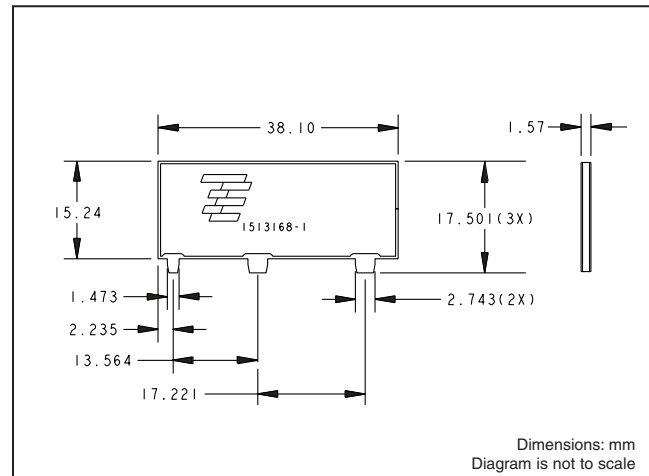 38.10
1.57
15.24
17.501(3X)
1513168-1
1.473
2.743(2X)
2.235
13.564
17.221
Dimensions: mm
Diagram is not to scale